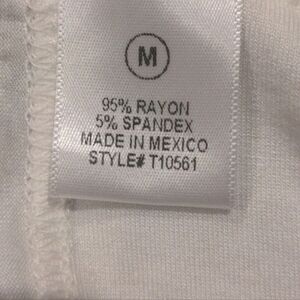 M
95% RAYON
5% SPANDEX
MADE IN MEXICO
STYLE# T10561